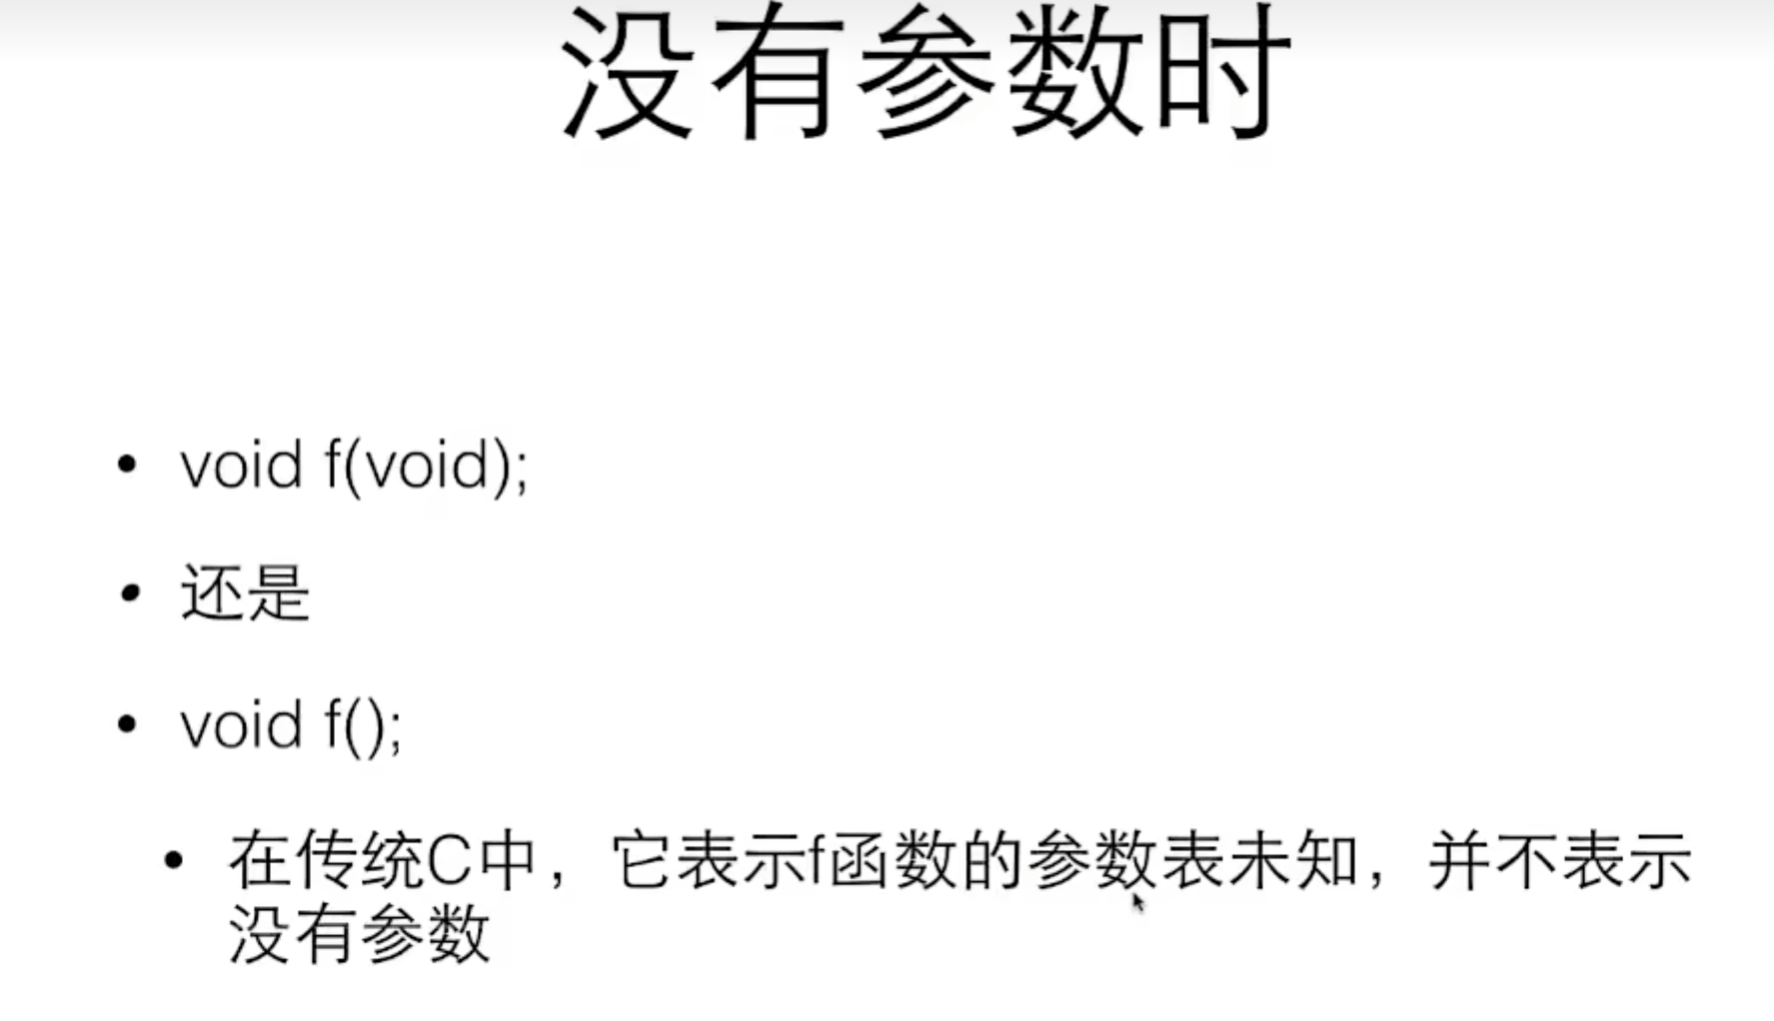 没有参数时
• void f(void);
• 还是
• void f();
• 在传统C中，它表示f函数的参数表未知，并不表示
没有参数